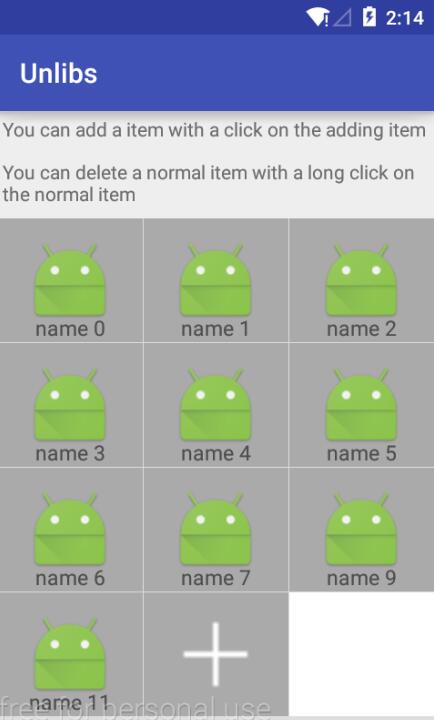 2:14
Unlibs
You can add a item with a click on the adding item
You can delete a normal item with a long click on
the normal item
name 0
name 1
name 2
name 3
name 4
name 5
name 6
name 7
name 9
name 11
free for personal use